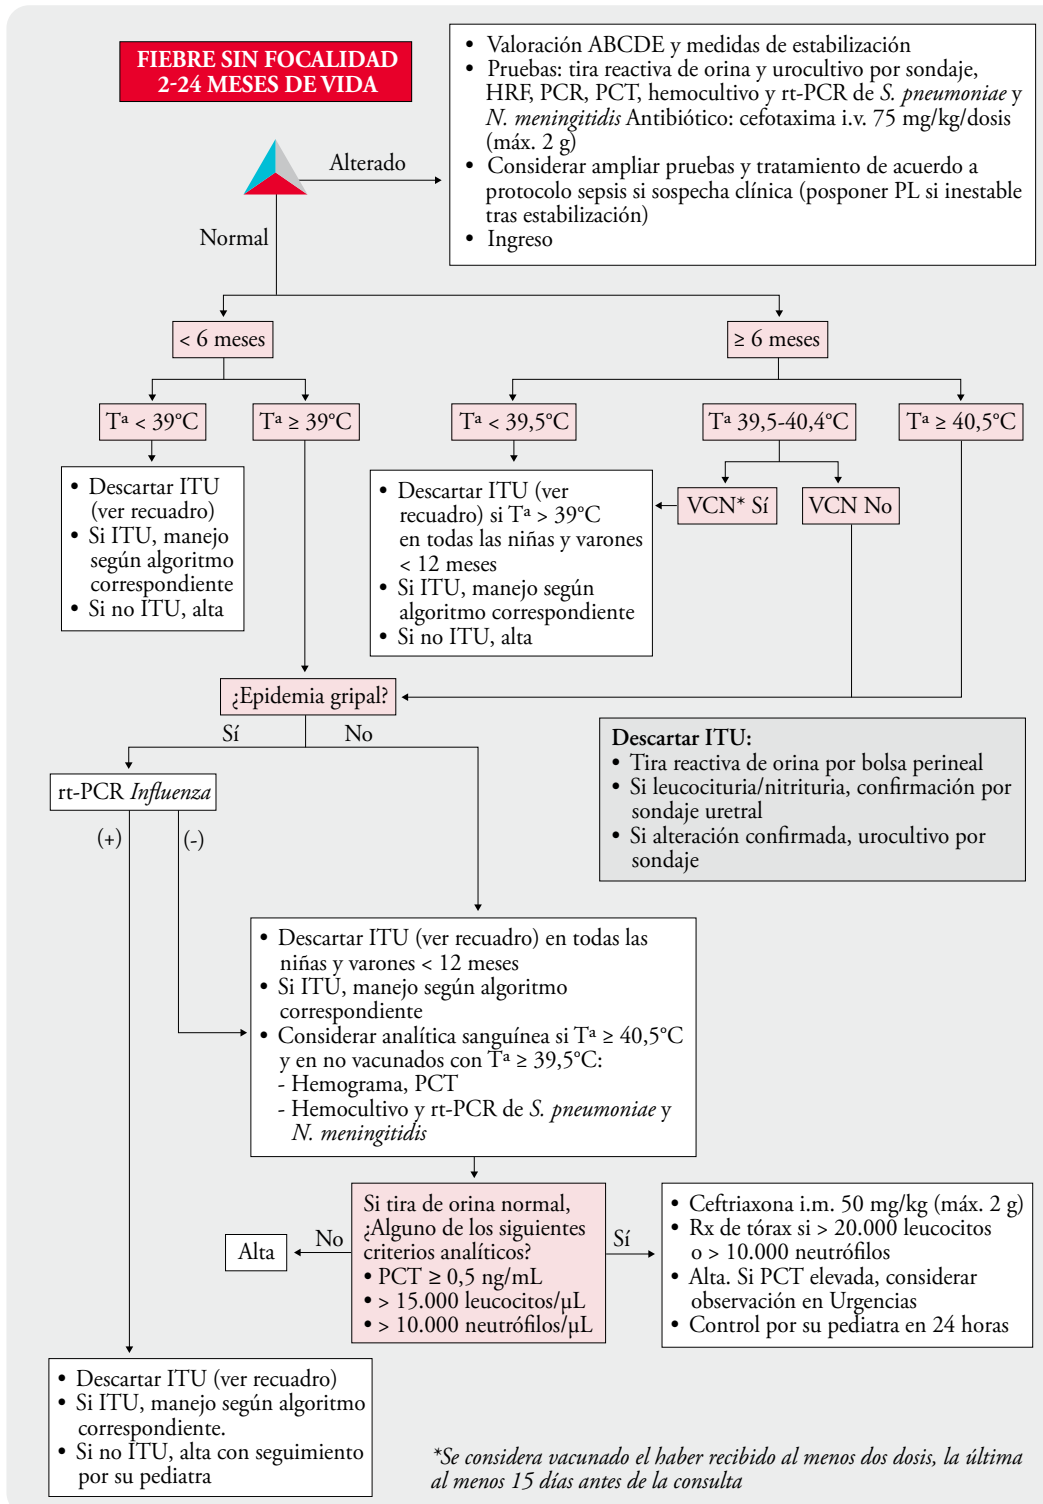 FIEBRE SIN FOCALIDAD
2-24 MESES DE VIDA
• Valoración ABCDE y medidas de estabilización
• Pruebas: tira reactiva de orina y urocultivo por sondaje,
HRF, PCR, PCT, hemocultivo y rt-PCR de S. pneumoniae y
N. meningitidis Antibiótico: cefotaxima i.v. 75 mg/kg/dosis
(máx. 2 g)
• Considerar ampliar pruebas y tratamiento de acuerdo a
protocolo sepsis si sospecha clínica (posponer PL si inestable
tras estabilización)
• Ingreso
Alterado
Normal
< 6 meses
≥ 6 meses
Tª < 39°C
Tª ≥ 39°C
Tª < 39,5°C
Tª 39,5-40,4°C
Tª ≥ 40,5°C
• Descartar ITU
(ver recuadro)
• Si ITU, manejo
según algoritmo
correspondiente
• Si no ITU, alta
• Descartar ITU (ver
recuadro) si Tª > 39°C
en todas las niñas y varones
< 12 meses
• Si ITU, manejo según
algoritmo correspondiente
• Si no ITU, alta
VCN* Sí
VCN No
¿Epidemia gripal?
Sí
No
rt-PCR Influenza
(+)
(-)
Descartar ITU:
• Tira reactiva de orina por bolsa perineal
• Si leucocituria/nitrituria, confirmación por
sondaje uretral
• Si alteración confirmada, urocultivo por
sondaje
• Descartar ITU (ver recuadro) en todas las
niñas y varones < 12 meses
• Si ITU, manejo según algoritmo
correspondiente
• Considerar analítica sanguínea si Tª ≥ 40,5°C
y en no vacunados con Tª ≥ 39,5°C:
- Hemograma, PCT
- Hemocultivo y rt-PCR de S. pneumoniae y
N. meningitidis
Si tira de orina normal,
¿Alguno de los siguientes
criterios analíticos?
• PCT ≥ 0,5 ng/mL
• > 15.000 leucocitos/µL
• > 10.000 neutrófilos/µL
No
Alta
Sí
• Ceftriaxona i.m. 50 mg/kg (máx. 2 g)
• Rx de tórax si > 20.000 leucocitos
o > 10.000 neutrófilos
• Alta. Si PCT elevada, considerar
observación en Urgencias
• Control por su pediatra en 24 horas
• Descartar ITU (ver recuadro)
• Si ITU, manejo según algoritmo
correspondiente.
• Si no ITU, alta con seguimiento
por su pediatra
*Se considera vacunado el haber recibido al menos dos dosis, la última
al menos 15 días antes de la consulta